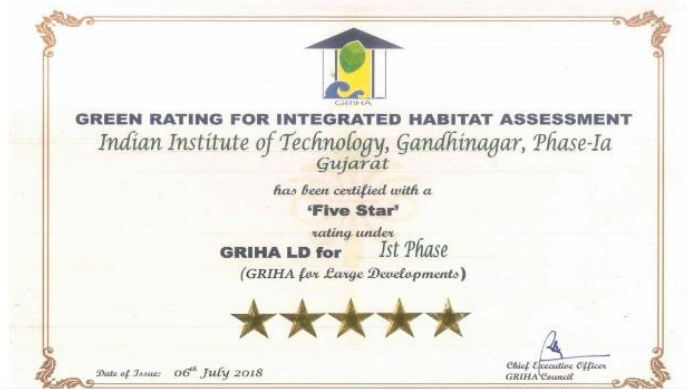 GRIHA
GREEN RATING FOR INTEGRATED HABITAT ASSESSMENT
Indian Institute of Technology, Gandhinagar, Phase-Ia
Gujarat
has been certified with a
‘Five Star’
rating under
GRIHA LD for Ist Phase
(GRIHA for Large Developments)
Date of Issue: 06th July 2018
Chief Executive Officer
GRIHA Council